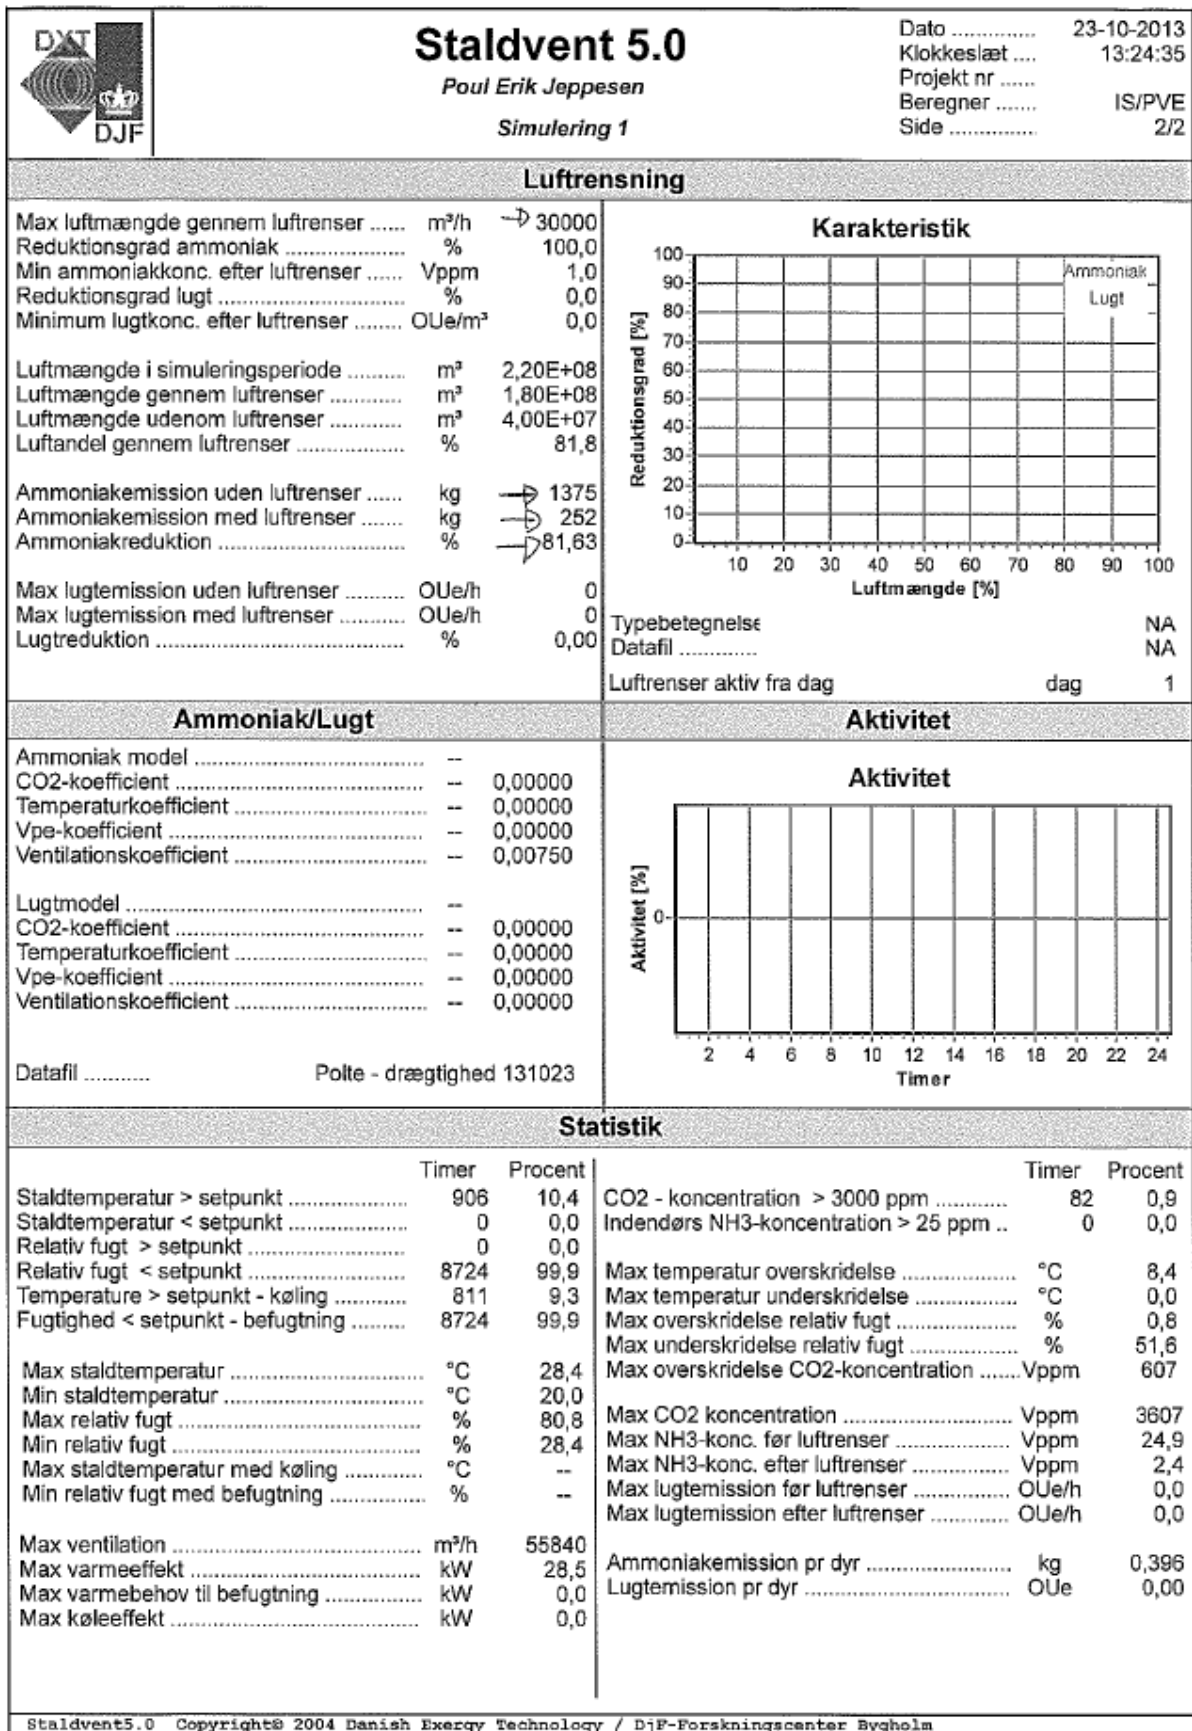 DXT
DJF
Staldvent 5.0
Poul Erik Jeppesen
Simulering 1
Dato .............. 23-10-2013
Klokkeslæt .... 13:24:35
Projekt nr ......
Beregner ....... IS/PVE
Side ............... 2/2
Luftrensning
Max luftmængde gennem luftrenser ...... m³/h 30000
Reduktionsgrad ammoniak .................... % 100,0
Min ammoniakkonc. efter luftrenser ...... Vppm 1,0
Reduktionsgrad lugt ............................... % 0,0
Minimum lugtkonc. efter luftrenser ........ OUe/m³ 0,0
Luftmængde i simuleringsperiode .......... m³ 2,20E+08
Luftmængde gennem luftrenser ............ m³ 1,80E+08
Luftmængde udenom luftrenser ............ m³ 4,00E+07
Luftandel gennem luftrenser .................. % 81,8
Ammoniakemission uden luftrenser ...... kg 1375
Ammoniakemission med luftrenser ....... kg 252
Ammoniakreduktion ............................... % 81,63
Max lugtemission uden luftrenser .......... OUe/h 0
Max lugtemission med luftrenser ........... OUe/h 0
Lugtreduktion ......................................... % 0,00
Karakteristik
Reduktionsgrad [%]
100
90
80
70
60
50
40
30
20
10
0
Ammoniak
Lugt
10 20 30 40 50 60 70 80 90 100
Luftmængde [%]
Typebetegnelse NA
Datafil ............. NA
Luftrenser aktiv fra dag dag 1
Ammoniak/Lugt
Ammoniak model ...................................... --
CO2-koefficient .......................................... -- 0,00000
Temperaturkoefficient ................................ -- 0,00000
Vpe-koefficient .......................................... -- 0,00000
Ventilationskoefficient ................................ -- 0,00750
Lugtmodel ................................................. --
CO2-koefficient .......................................... -- 0,00000
Temperaturkoefficient ................................ -- 0,00000
Vpe-koefficient .......................................... -- 0,00000
Ventilationskoefficient ................................ -- 0,00000
Datafil ........... Polte - drægtighed 131023
Aktivitet
Aktivitet
Aktivitet [%]
0
2 4 6 8 10 12 14 16 18 20 22 24
Timer
Statistik
Timer Procent
Staldtemperatur > setpunkt .................... 906 10,4
Staldtemperatur < setpunkt .................... 0 0,0
Relativ fugt > setpunkt ........................... 0 0,0
Relativ fugt < setpunkt ........................... 8724 99,9
Temperature > setpunkt - køling ............ 811 9,3
Fugtighed < setpunkt - befugtning ......... 8724 99,9
Max staldtemperatur ............................. °C 28,4
Min staldtemperatur ............................... °C 20,0
Max relativ fugt ...................................... % 80,8
Min relativ fugt ....................................... % 28,4
Max staldtemperatur med køling ........... °C --
Min relativ fugt med befugtning ............. % --
Max ventilation ....................................... m³/h 55840
Max varmeeffekt ..................................... kW 28,5
Max varmebehov til befugtning ............... kW 0,0
Max køleeffekt ........................................ kW 0,0
Timer Procent
CO2 - koncentration > 3000 ppm ............ 82 0,9
Indendørs NH3-koncentration > 25 ppm .. 0 0,0
Max temperatur overskridelse ................... °C 8,4
Max temperatur underskridelse ................. °C 0,0
Max overskridelse relativ fugt .................... % 0,8
Max underskridelse relativ fugt .................. % 51,6
Max overskridelse CO2-koncentration ....... Vppm 607
Max CO2 koncentration ............................ Vppm 3607
Max NH3-konc. før luftrenser .................... Vppm 24,9
Max NH3-konc. efter luftrenser .................. Vppm 2,4
Max lugtemission før luftrenser ................. OUe/h 0,0
Max lugtemission efter luftrenser .............. OUe/h 0,0
Ammoniakemission pr dyr ......................... kg 0,396
Lugtemission pr dyr .................................. OUe 0,00
Staldvent5.0 Copyright© 2004 Danish Exergy Technology / DjF-Forskningscenter Bygholm